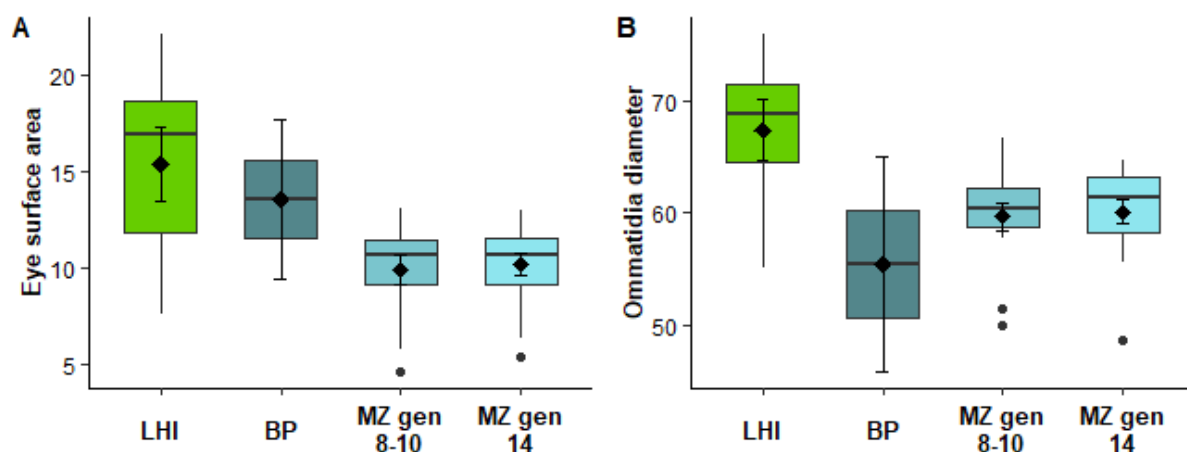 A
Eye surface area
20
15
10
5
LHI
BP
MZ gen
8-10
MZ gen
14
B
Ommatidia diameter
70
60
50
LHI
BP
MZ gen
8-10
MZ gen
14